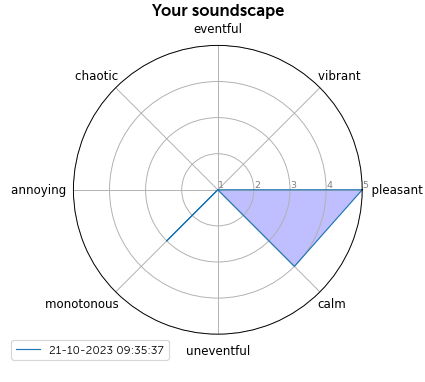 Your soundscape
eventful
chaotic
vibrant
annoying
1
2
3
4
5
pleasant
monotonous
calm
uneventful
21-10-2023 09:35:37